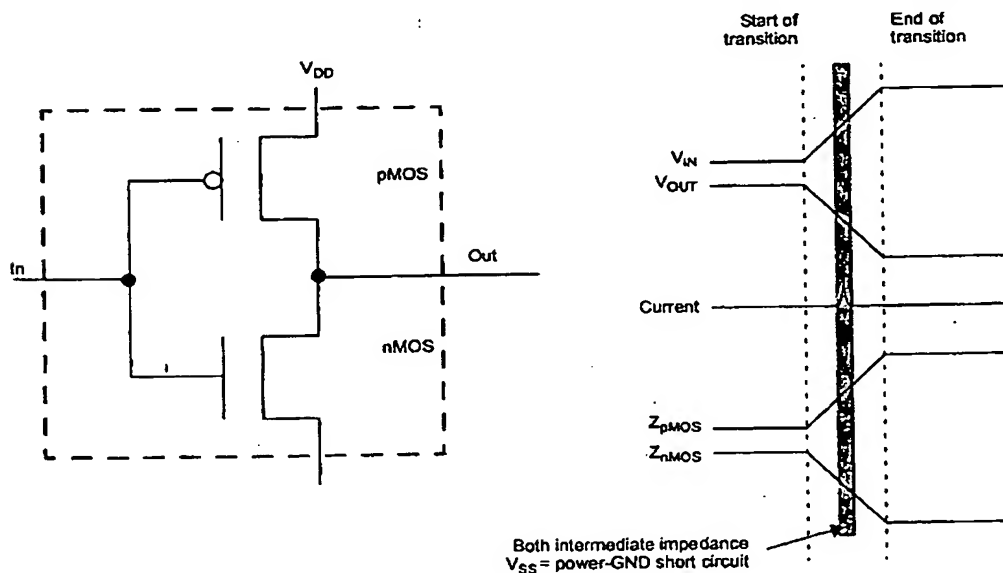 V_DD
pMOS
In
Out
nMOS
Start of
transition
End of
transition
V_IN
V_OUT
Current
Z_pMOS
Z_nMOS
Both intermediate impedance
V_SS = power-GND short circuit